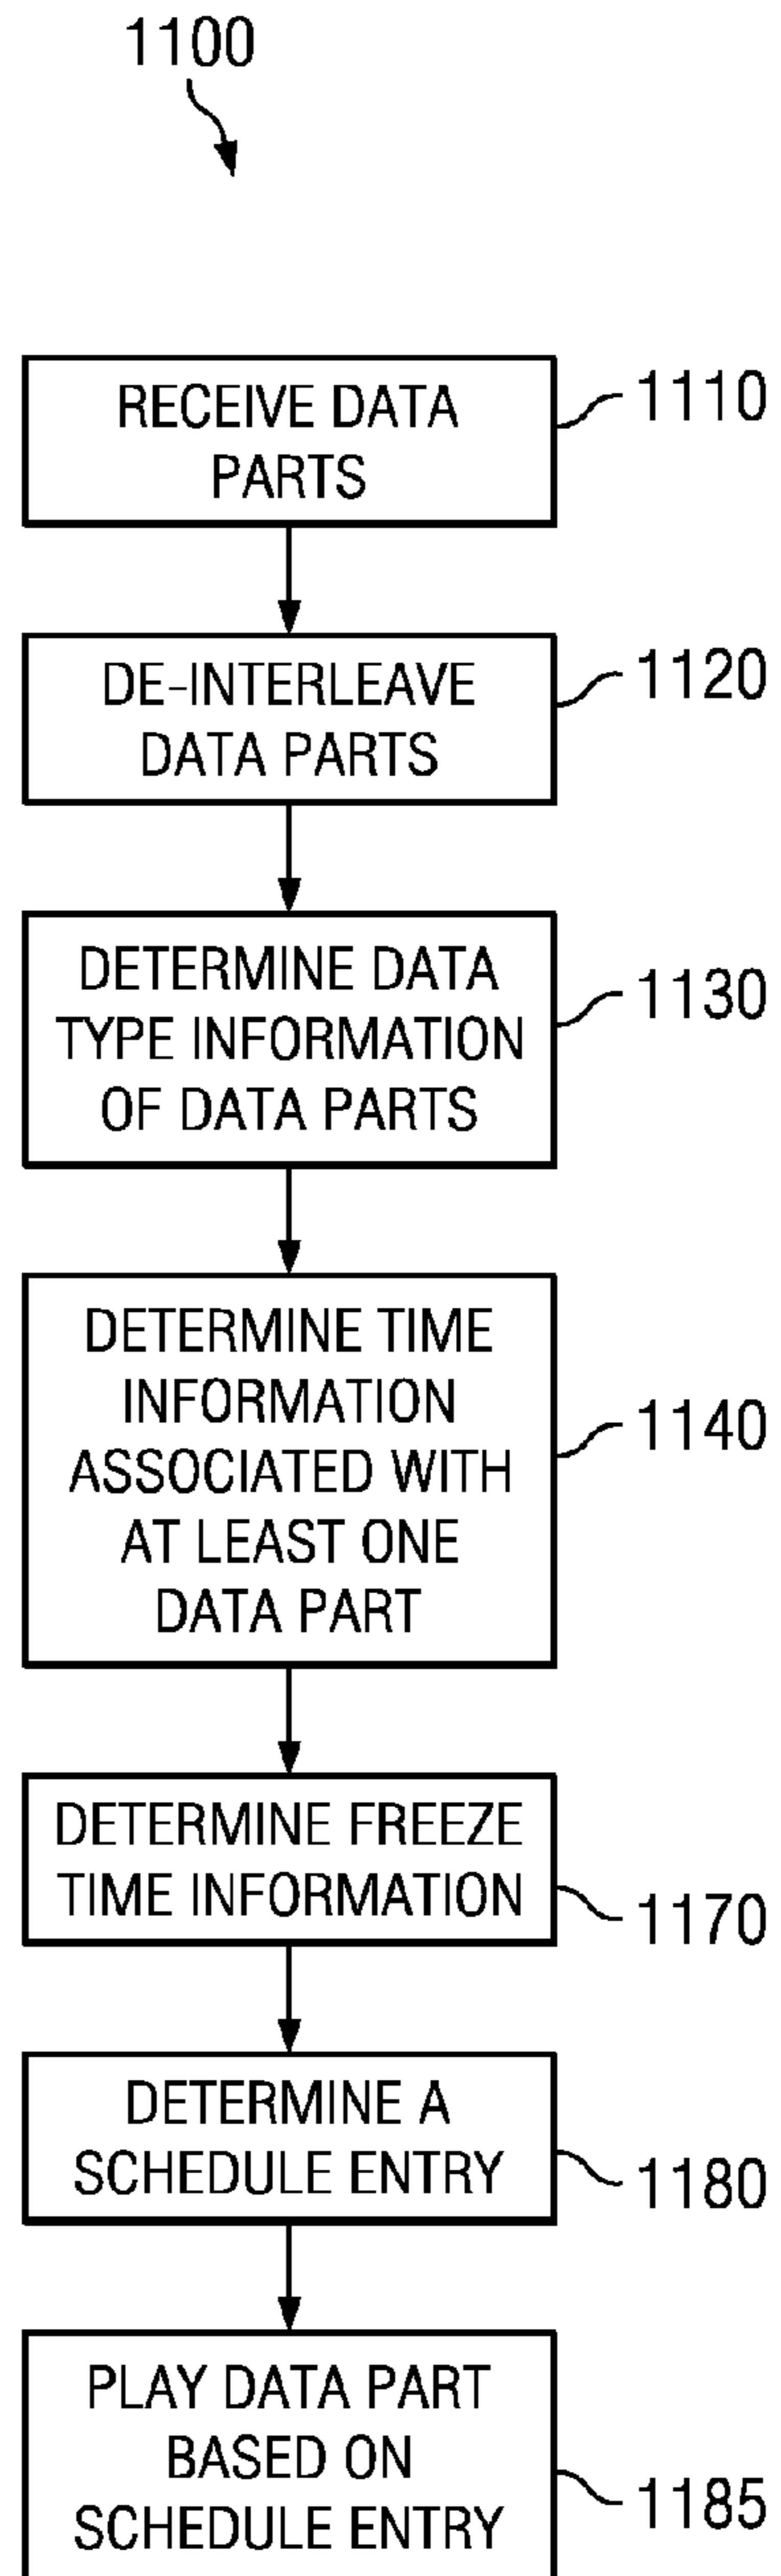 1100
RECEIVE DATA
PARTS
1110
DE-INTERLEAVE
DATA PARTS
1120
DETERMINE DATA
TYPE INFORMATION
OF DATA PARTS
1130
DETERMINE TIME
INFORMATION
ASSOCIATED WITH
AT LEAST ONE
DATA PART
1140
DETERMINE FREEZE
TIME INFORMATION
1170
DETERMINE A
SCHEDULE ENTRY
1180
PLAY DATA PART
BASED ON
SCHEDULE ENTRY
1185